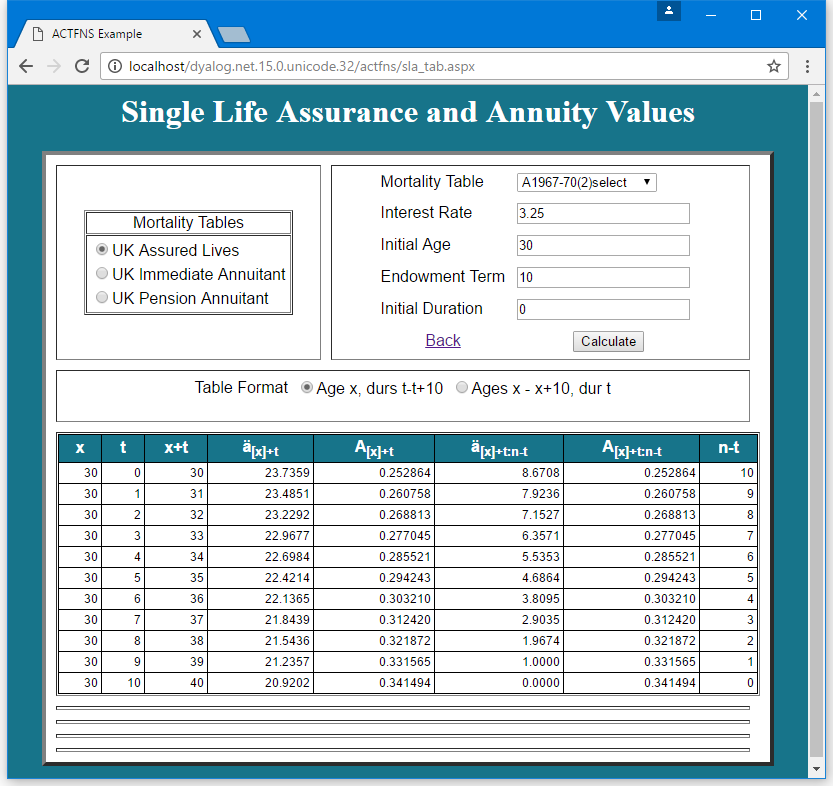 ACTFNS Example
localhost/dyalog.net.15.0.unicode.32/actfns/sla_tab.aspx
Single Life Assurance and Annuity Values
Mortality Tables
UK Assured Lives
UK Immediate Annuitant
UK Pension Annuitant
Mortality Table A1967-70(2)select
Interest Rate 3.25
Initial Age 30
Endowment Term 10
Initial Duration 0
Back Calculate
Table Format Age x, durs t-t+10 Ages x - x+10, dur t
x t x+t ä[x]+t A[x]+t ä[x]+t:n-t A[x]+t:n-t n-t
30 0 30 23.7359 0.252864 8.6708 0.252864 10
30 1 31 23.4851 0.260758 7.9236 0.260758 9
30 2 32 23.2292 0.268813 7.1527 0.268813 8
30 3 33 22.9677 0.277045 6.3571 0.277045 7
30 4 34 22.6984 0.285521 5.5353 0.285521 6
30 5 35 22.4214 0.294243 4.6864 0.294243 5
30 6 36 22.1365 0.303210 3.8095 0.303210 4
30 7 37 21.8439 0.312420 2.9035 0.312420 3
30 8 38 21.5436 0.321872 1.9674 0.321872 2
30 9 39 21.2357 0.331565 1.0000 0.331565 1
30 10 40 20.9202 0.341494 0.0000 0.341494 0